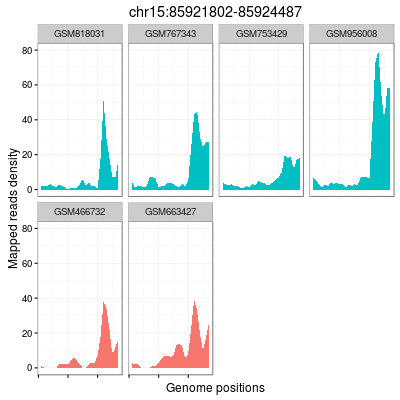 chr15:85921802-85924487
GSM818031 GSM767343 GSM753429 GSM956008
80
60
40
20
0
GSM466732 GSM663427
80
60
40
20
0
Mapped reads density
Genome positions